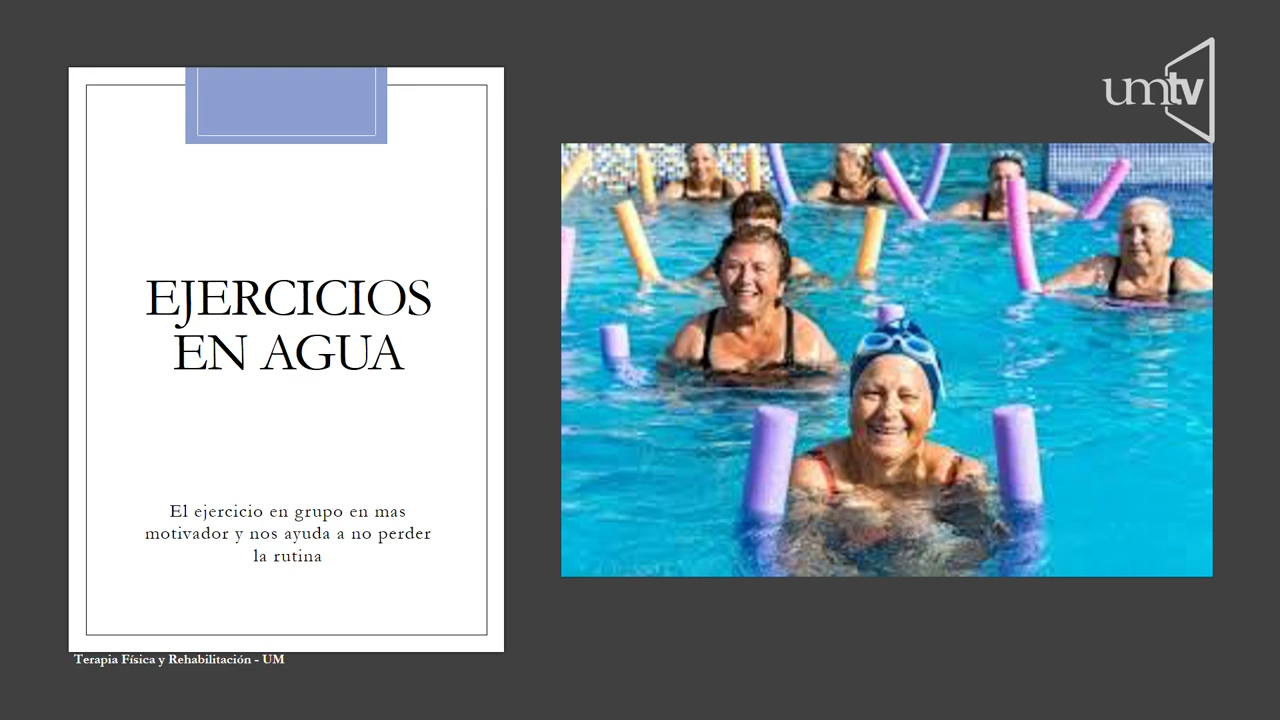 umtv
EJERCICIOS
EN AGUA
El ejercicio en grupo en mas
motivador y nos ayuda a no perder
la rutina
Terapia Física y Rehabilitación - UM